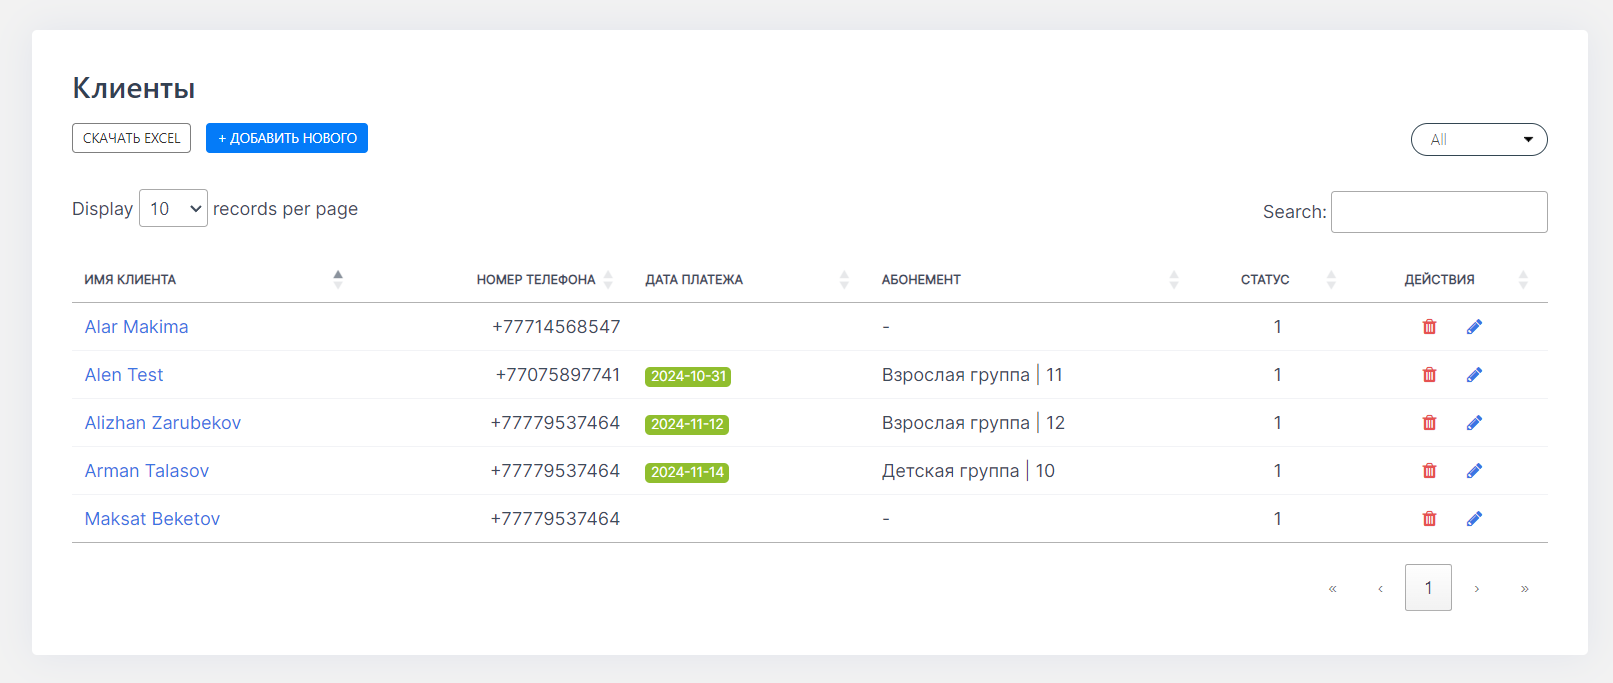 Клиенты
СКАЧАТЬ EXCEL + ДОБАВИТЬ НОВОГО All
Display 10 records per page Search:
ИМЯ КЛИЕНТА НОМЕР ТЕЛЕФОНА ДАТА ПЛАТЕЖА АБОНЕМЕНТ СТАТУС ДЕЙСТВИЯ
Alar Makima +77714568547 - 1
Alen Test +77075897741 2024-10-31 Взрослая группа | 11 1
Alizhan Zarubekov +77779537464 2024-11-12 Взрослая группа | 12 1
Arman Talasov +77779537464 2024-11-14 Детская группа | 10 1
Maksat Beketov +77779537464 - 1
« ‹ 1 › »